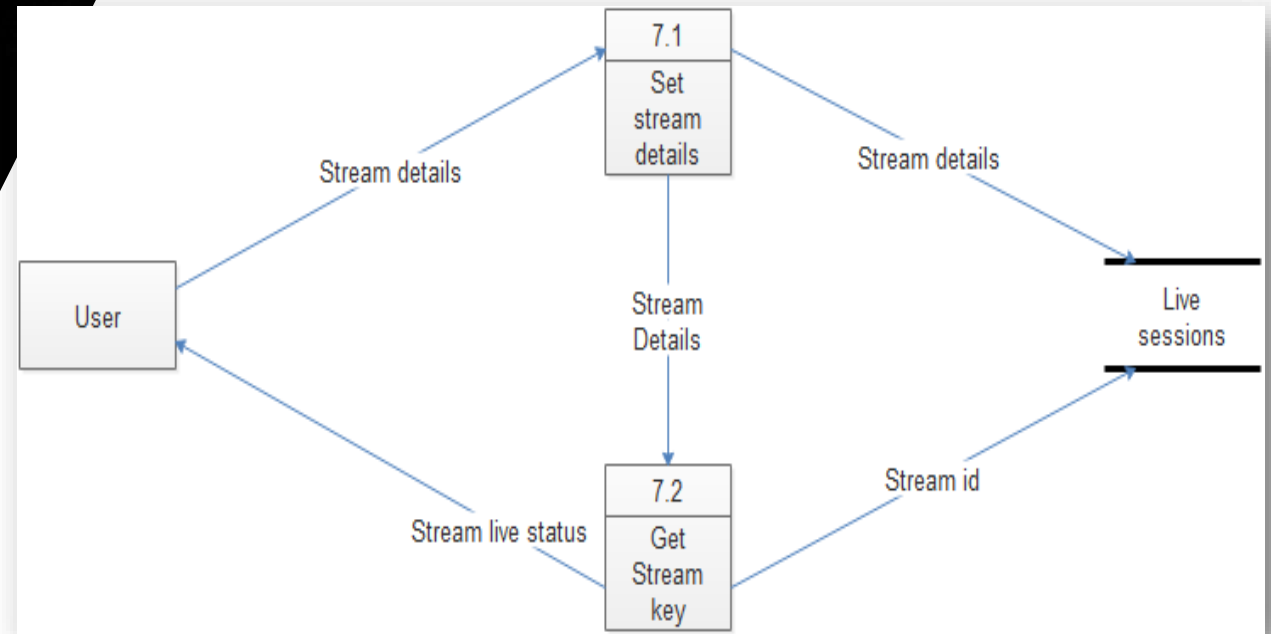 7.1
Set
stream
details
Stream details
Stream details
User
Stream
Details
Live
sessions
7.2
Get
Stream
key
Stream id
Stream live status